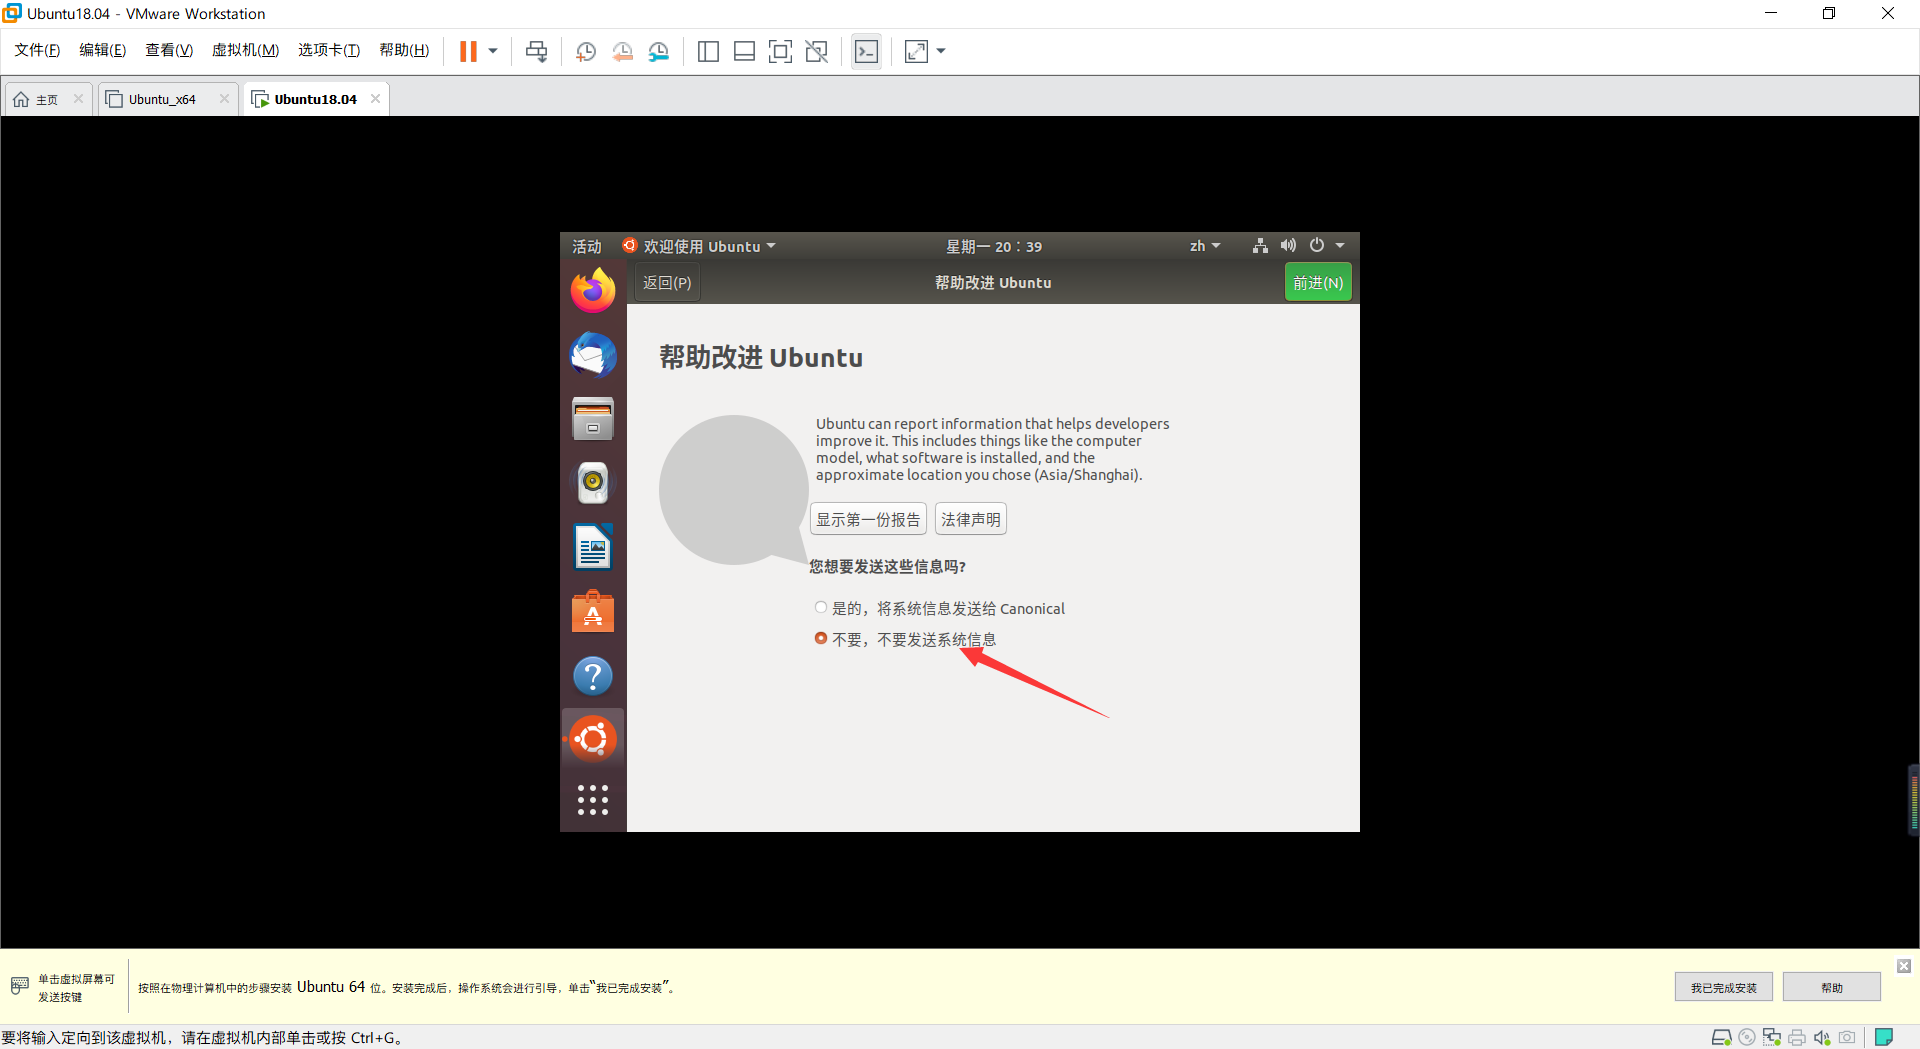 Ubuntu18.04 - VMware Workstation
文件(F) 编辑(E) 查看(V) 虚拟机(M) 选项卡(T) 帮助(H)
主页 Ubuntu_x64 Ubuntu18.04
活动 欢迎使用 Ubuntu 星期一 20：39 zh
返回(P) 帮助改进 Ubuntu 前进(N)
帮助改进 Ubuntu
Ubuntu can report information that helps developers
improve it. This includes things like the computer
model, what software is installed, and the
approximate location you chose (Asia/Shanghai).
显示第一份报告 法律声明
您想要发送这些信息吗?
是的，将系统信息发送给 Canonical
不要，不要发送系统信息
单击虚拟屏幕可
发送按键
按照在物理计算机中的步骤安装 Ubuntu 64 位。安装完成后，操作系统会进行引导，单击“我已完成安装”。
我已完成安装 帮助
要将输入定向到该虚拟机，请在虚拟机内部单击或按 Ctrl+G。